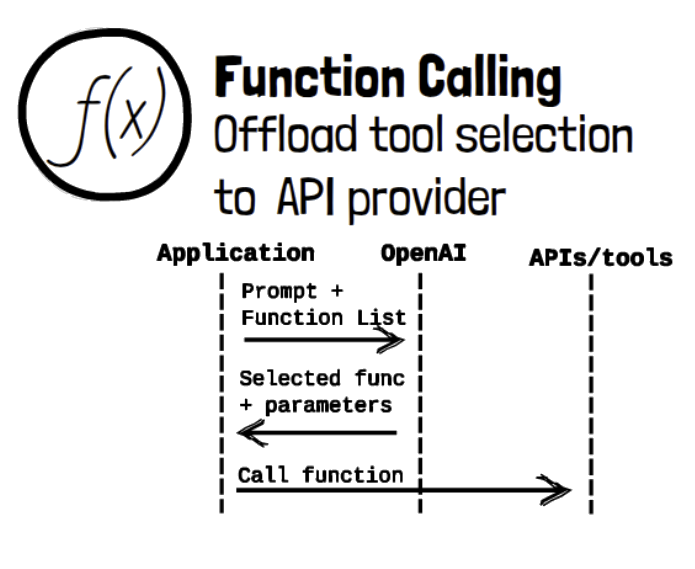 f(x)
Function Calling
Offload tool selection
to API provider
Application OpenAI APIs/tools
Prompt +
Function List
Selected func
+ parameters
Call function